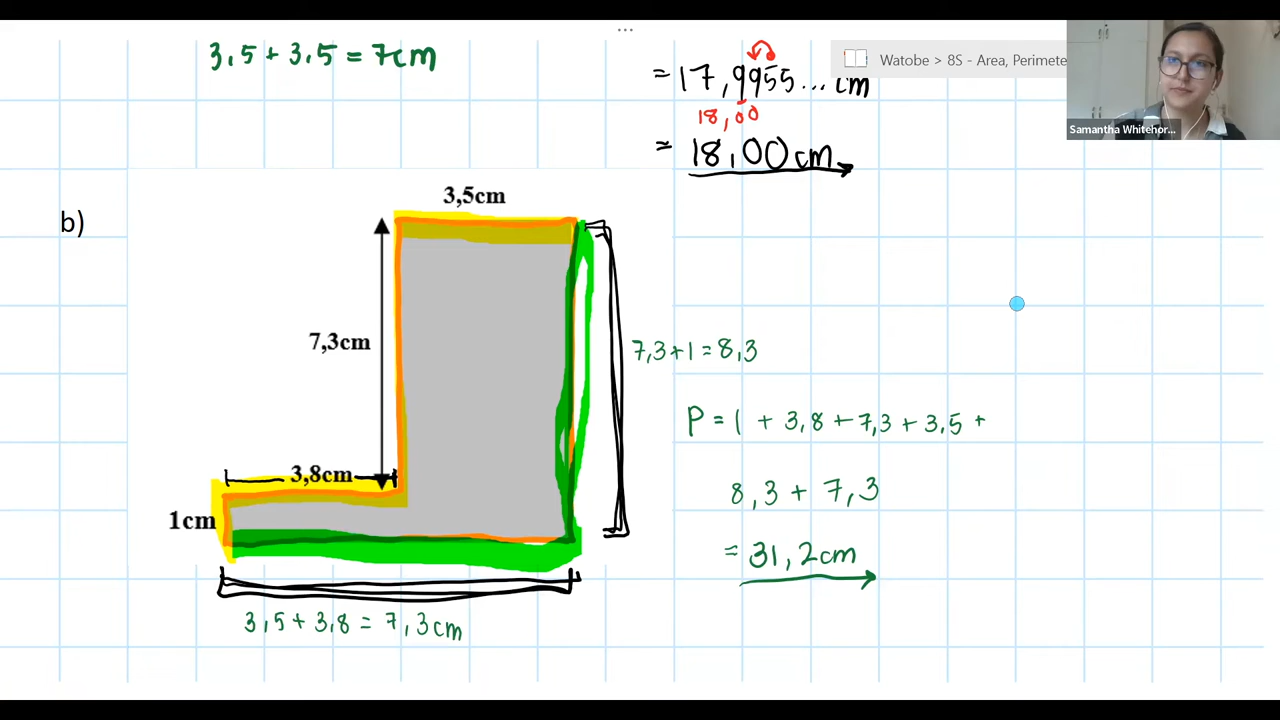 3,5 + 3,5 = 7cm
= 17,9955... cm
18,00
≈ 18,00cm
Watobe > 8S - Area, Perimete
Samantha Whitehor...
b)
3,5cm
7,3cm
7,3+1=8,3
P = 1 + 3,8 + 7,3 + 3,5 +
3,8cm
8,3 + 7,3
1cm
= 31,2cm
3,5 + 3,8 = 7,3cm